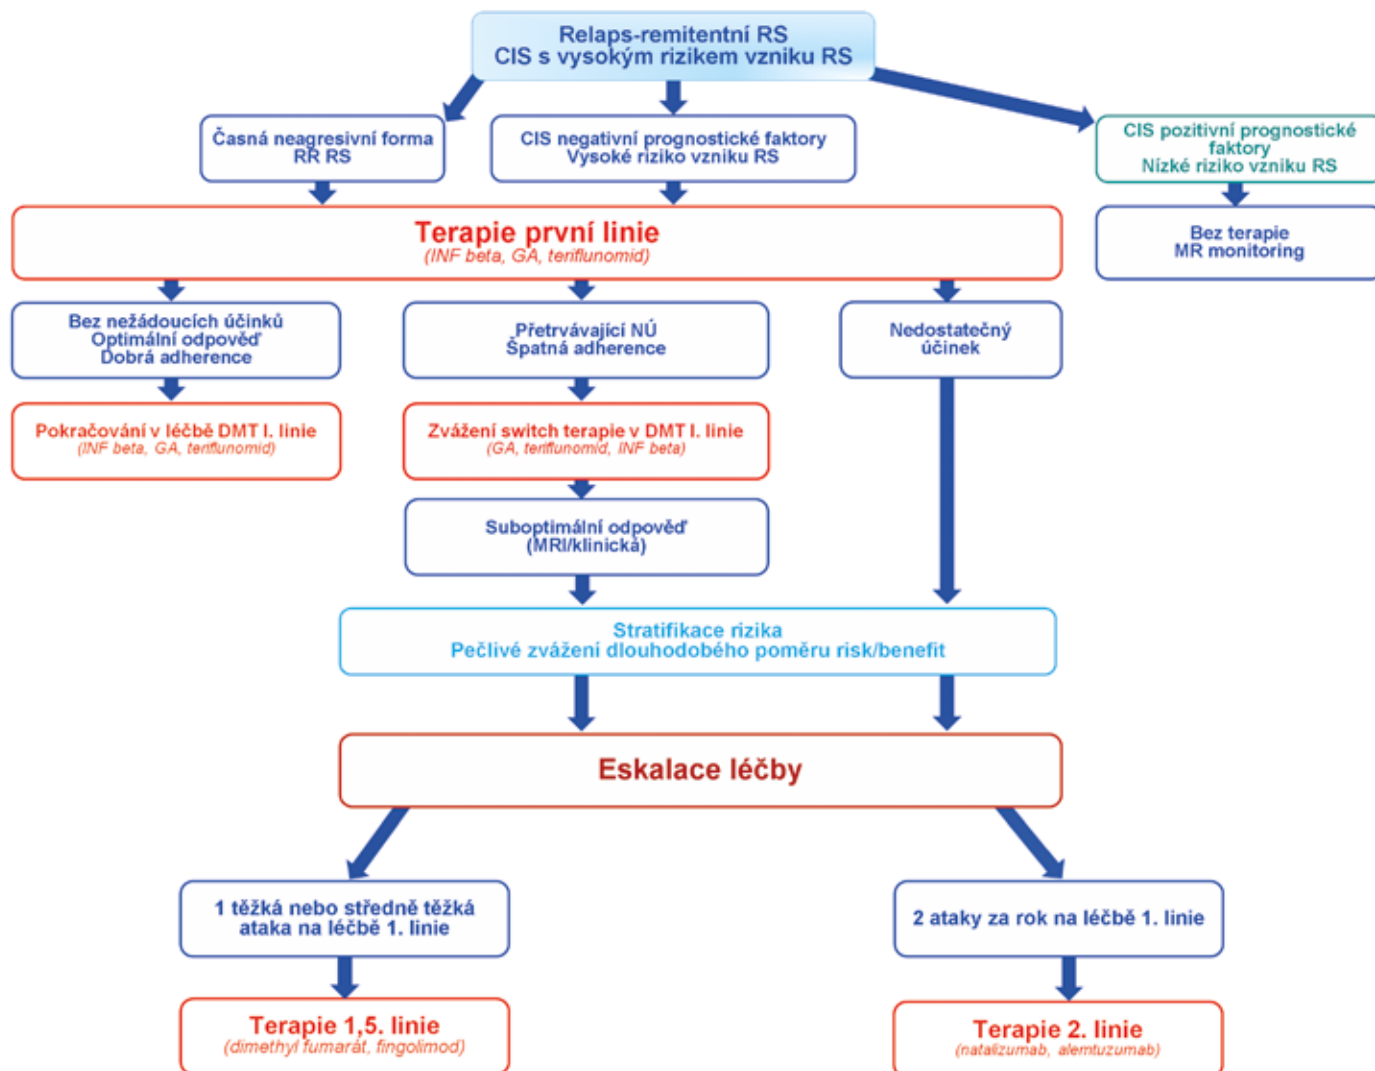 Relaps-remitentní RS
CIS s vysokým rizikem vzniku RS
Časná neagresivní forma
RR RS
CIS negativní prognostické faktory
Vysoké riziko vzniku RS
CIS pozitivní prognostické
faktory
Nízké riziko vzniku RS
Terapie první linie
(INF beta, GA, teriflunomid)
Bez terapie
MR monitoring
Bez nežádoucích účinků
Optimální odpověď
Dobrá adherence
Přetrvávající NÚ
Špatná adherence
Nedostatečný
účinek
Pokračování v léčbě DMT I. linie
(INF beta, GA, teriflunomid)
Zvážení switch terapie v DMT I. linie
(GA, teriflunomid, INF beta)
Suboptimální odpověď
(MRI/klinická)
Stratifikace rizika
Pečlivé zvážení dlouhodobého poměru risk/benefit
Eskalace léčby
1 těžká nebo středně těžká
ataka na léčbě 1. linie
2 ataky za rok na léčbě 1. linie
Terapie 1,5. linie
(dimethyl fumarát, fingolimod)
Terapie 2. linie
(natalizumab, alemtuzumab)